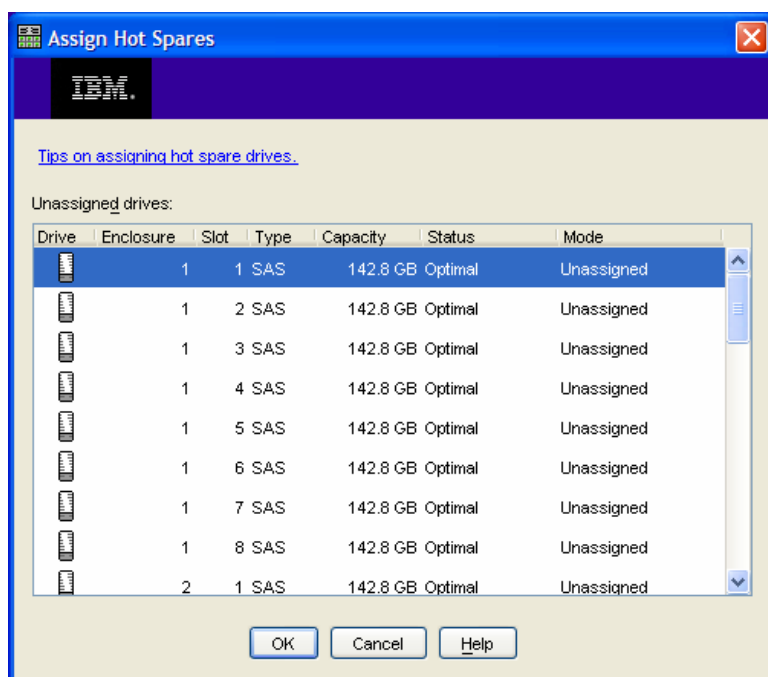 Assign Hot Spares
IBM.
Tips on assigning hot spare drives.
Unassigned drives:
Drive Enclosure Slot Type Capacity Status Mode
1 1 SAS 142.8 GB Optimal Unassigned
1 2 SAS 142.8 GB Optimal Unassigned
1 3 SAS 142.8 GB Optimal Unassigned
1 4 SAS 142.8 GB Optimal Unassigned
1 5 SAS 142.8 GB Optimal Unassigned
1 6 SAS 142.8 GB Optimal Unassigned
1 7 SAS 142.8 GB Optimal Unassigned
1 8 SAS 142.8 GB Optimal Unassigned
2 1 SAS 142.8 GB Optimal Unassigned
OK Cancel Help